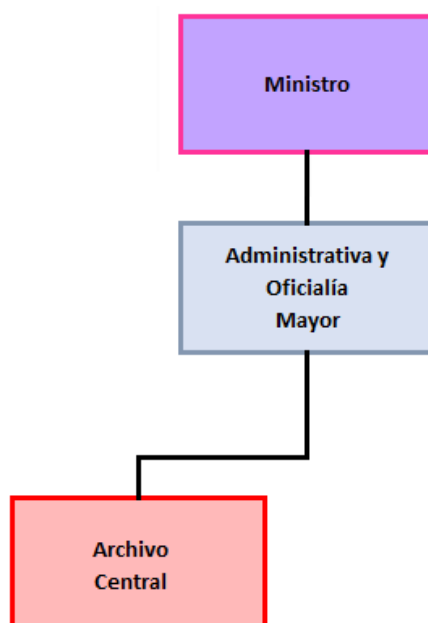 Ministro
Administrativa y
Oficialía
Mayor
Archivo
Central